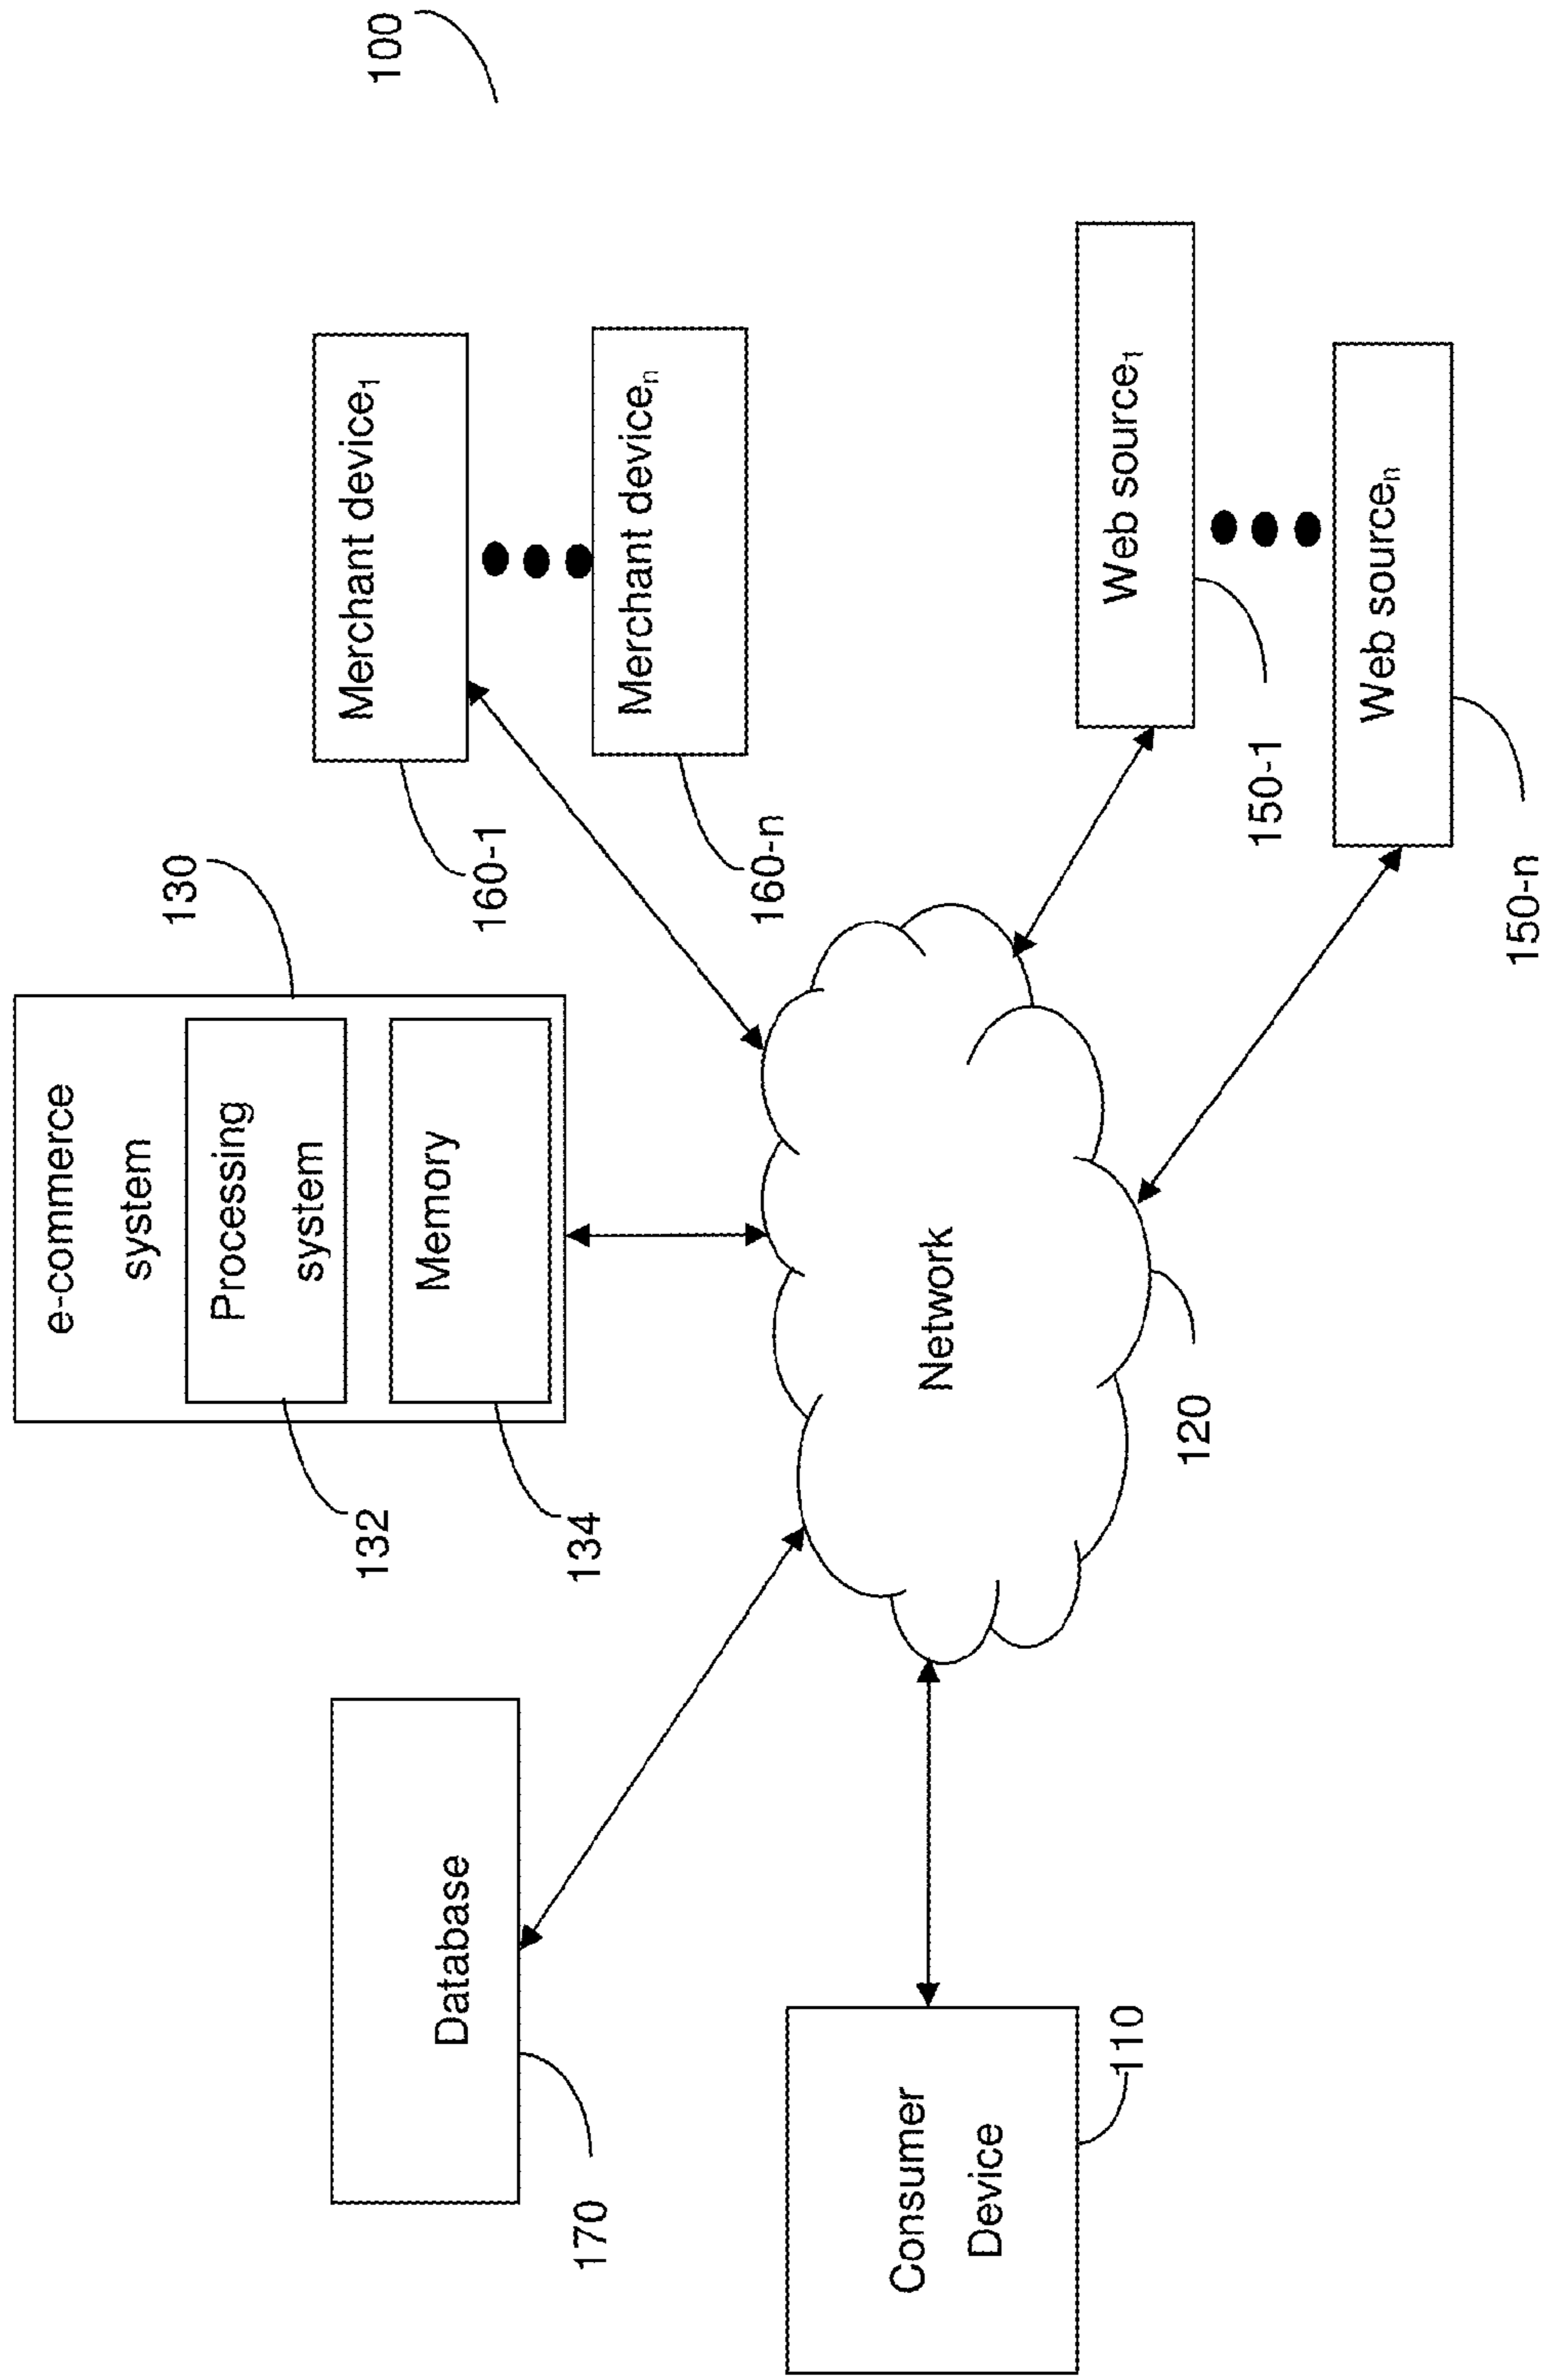 100
e-commerce
system
130
Processing
system
132
Memory
134
Merchant device1
160-1
Merchant devicen
160-n
Database
170
Network
120
Web source1
150-1
Web sourcen
150-n
Consumer
Device
110